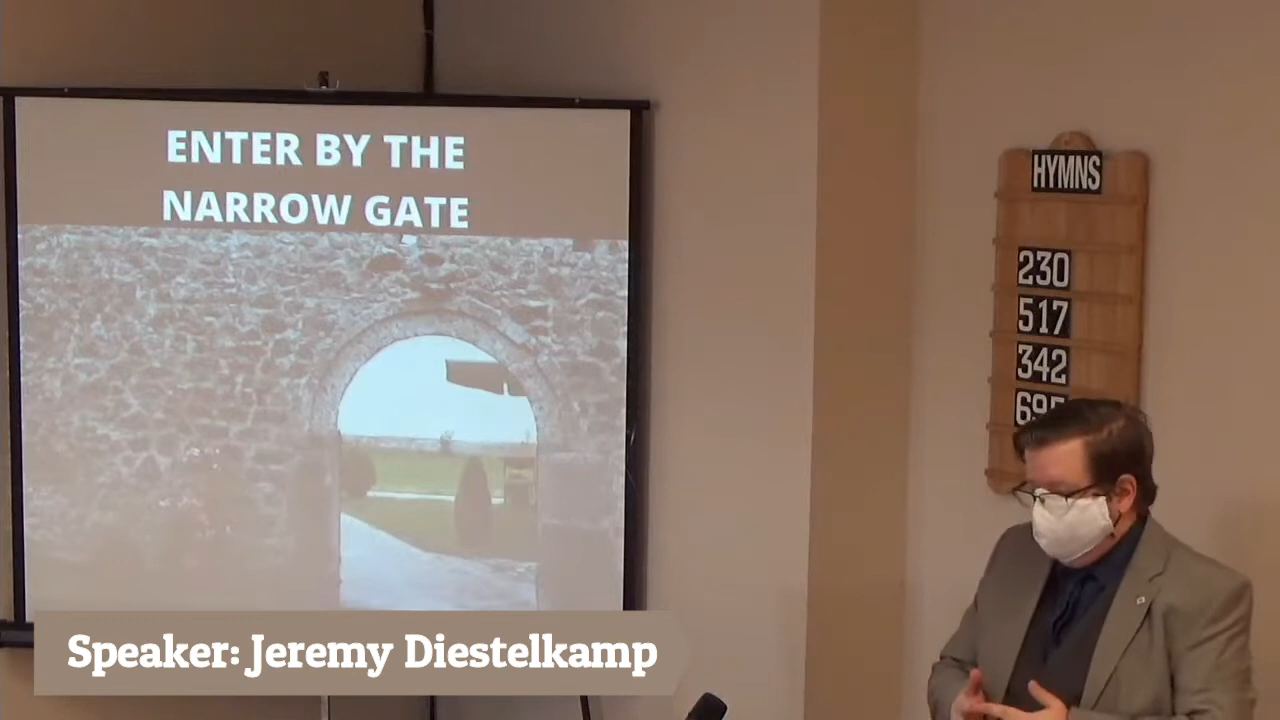 ENTER BY THE
NARROW GATE
HYMNS
230
517
342
Speaker: Jeremy Diestelkamp